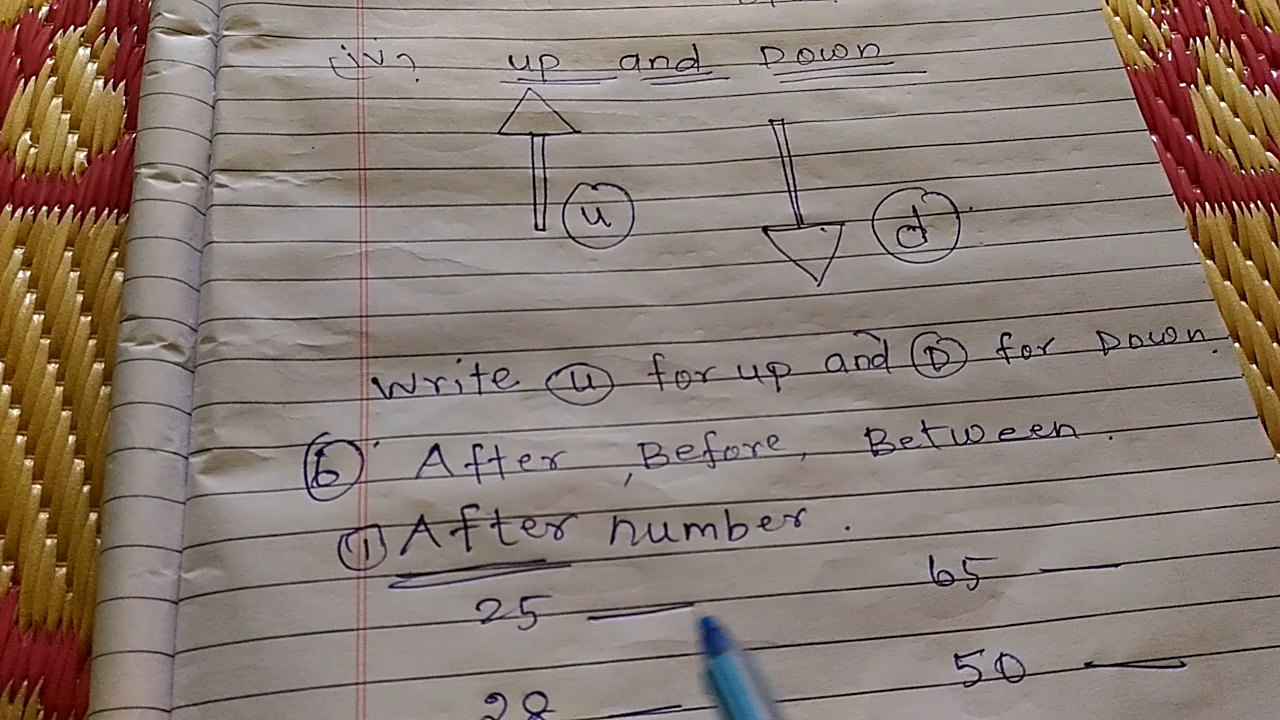 (iv) up and Down
u d
Write u for up and D for Down.
6 After, Before, Between.
(1) After number.
25 — 65 —
28 — 50 —